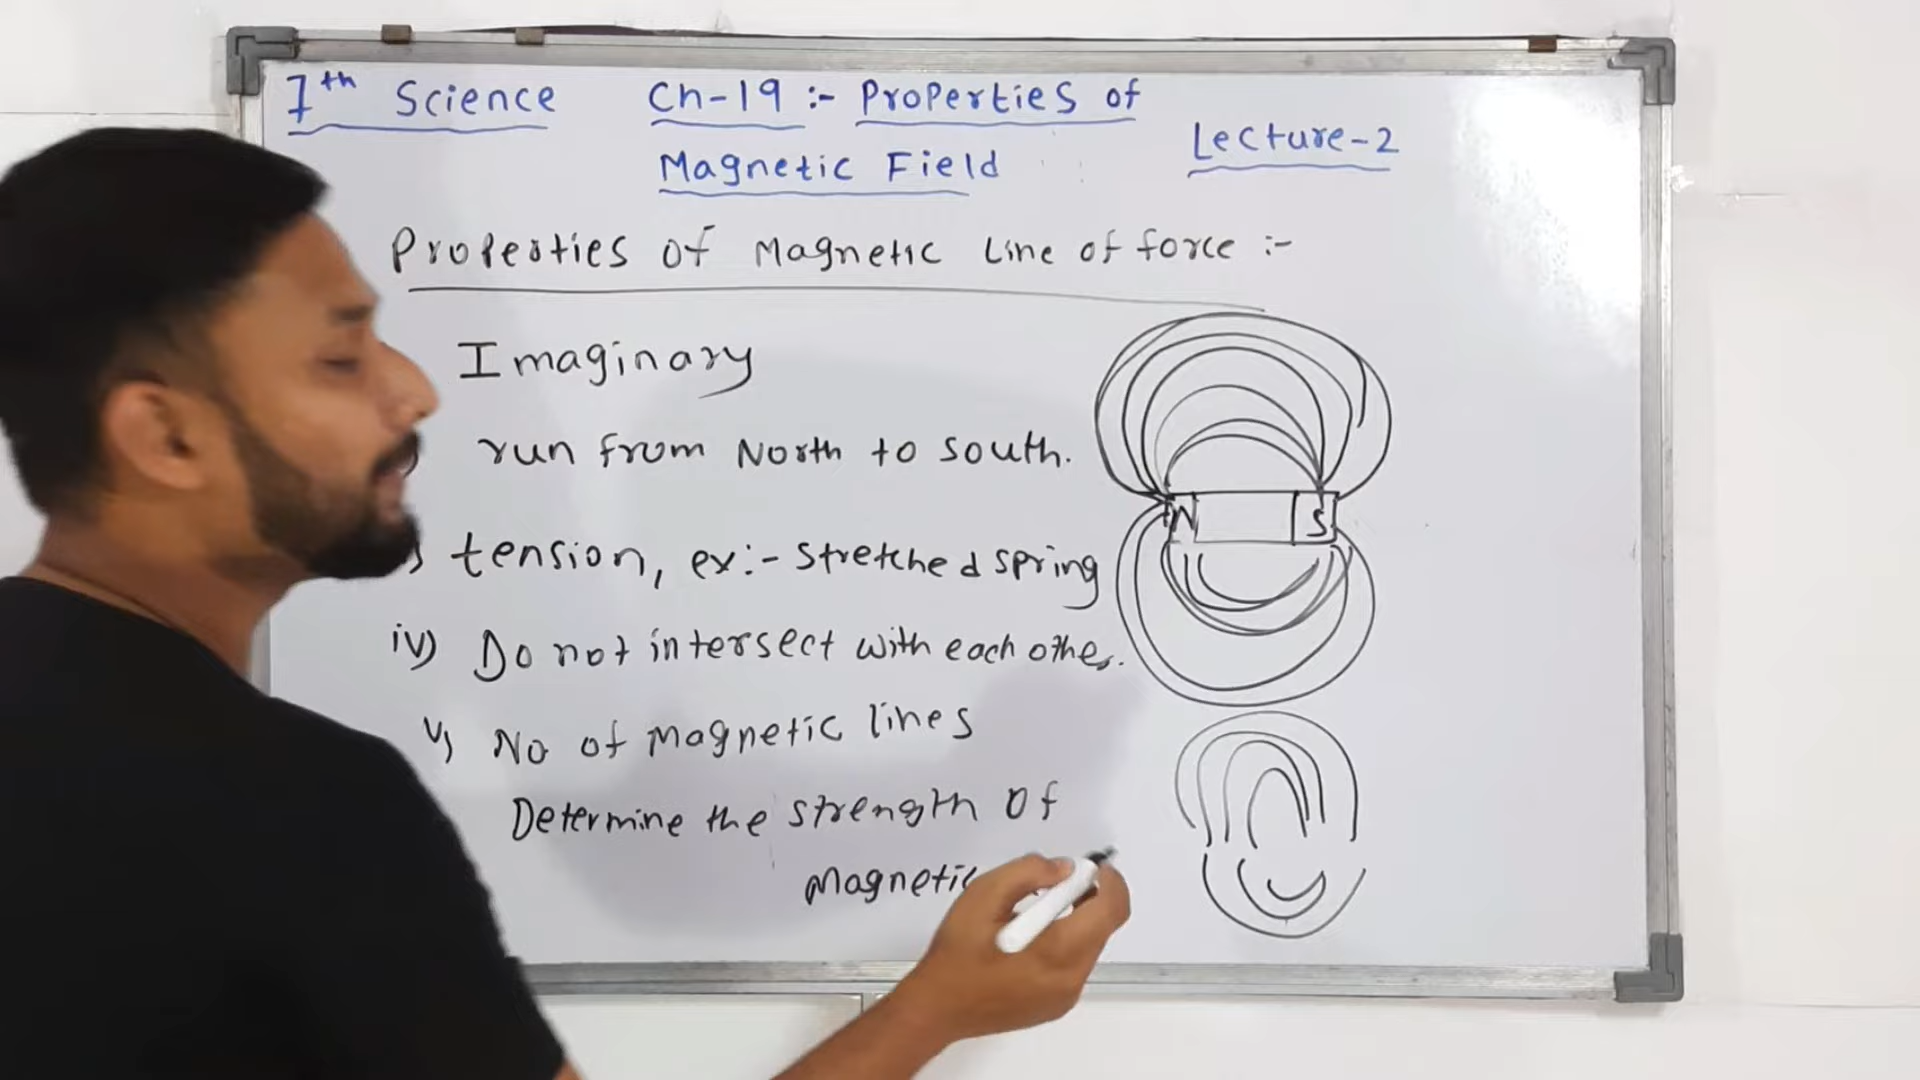 7th Science Ch-19 :- Properties of
Magnetic Field Lecture-2
Properties of Magnetic Line of force :-
Imaginary
run from North to south.
) tension, ex:- stretched spring
iv) Do not intersect with each other.
v) No of magnetic lines
Determine the strength of
magnetic
N S